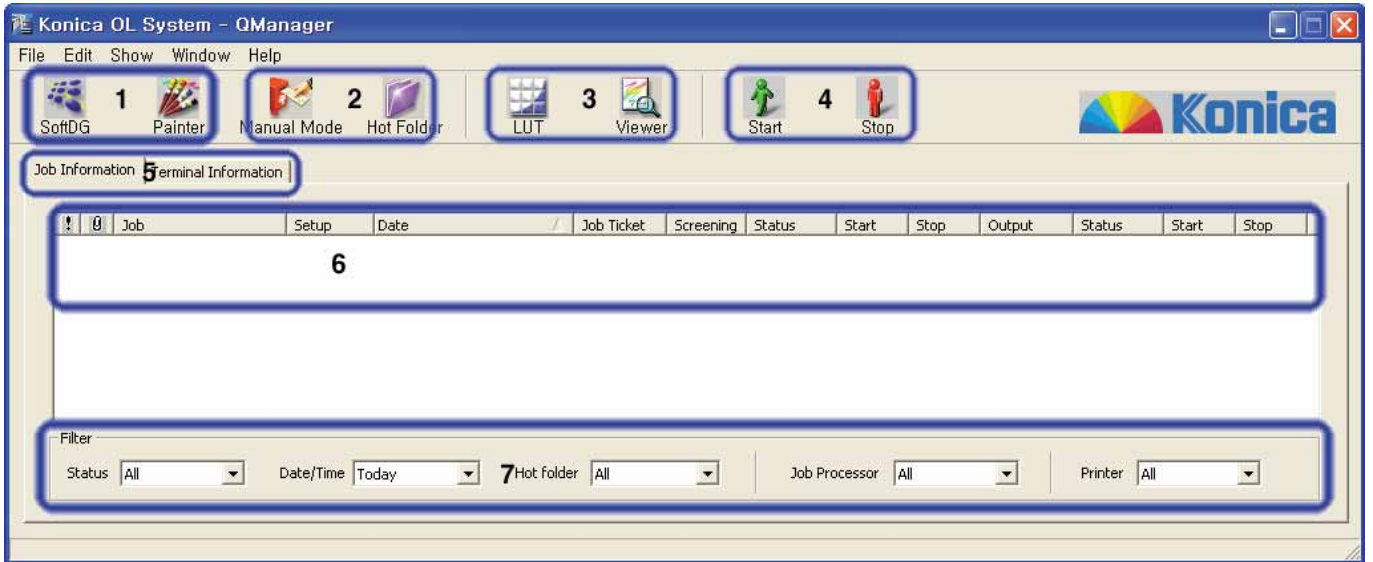 Konica OL System - QManager
File Edit Show Window Help
1 2 3 4
SoftDG Painter Manual Mode Hot Folder LUT Viewer Start Stop
Konica
Job Information 5 Terminal Information
! Job Setup Date Job Ticket Screening Status Start Stop Output Status Start Stop
6
Filter
Status All Date/Time Today 7 Hot folder All Job Processor All Printer All